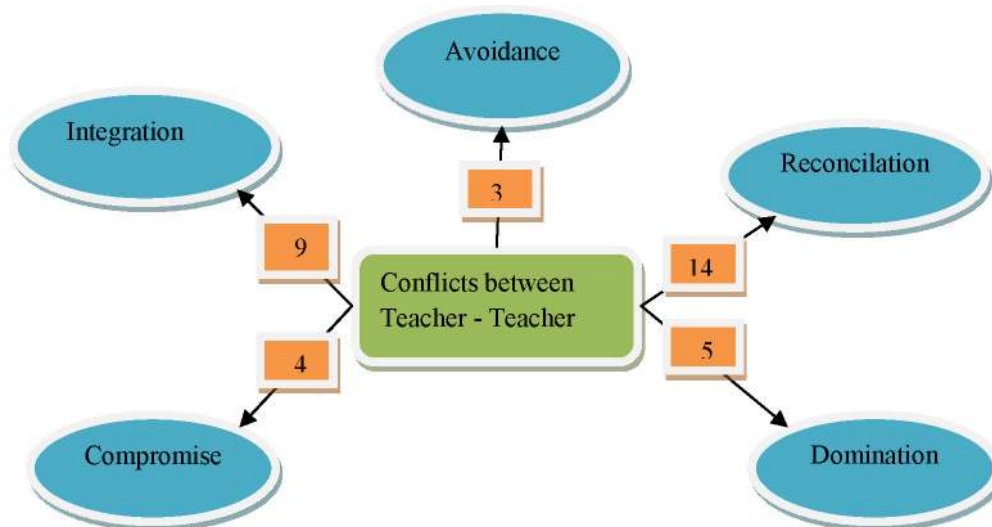 Avoidance
Integration
Reconcilation
3
9
14
Conflicts between
Teacher - Teacher
4
5
Compromise
Domination